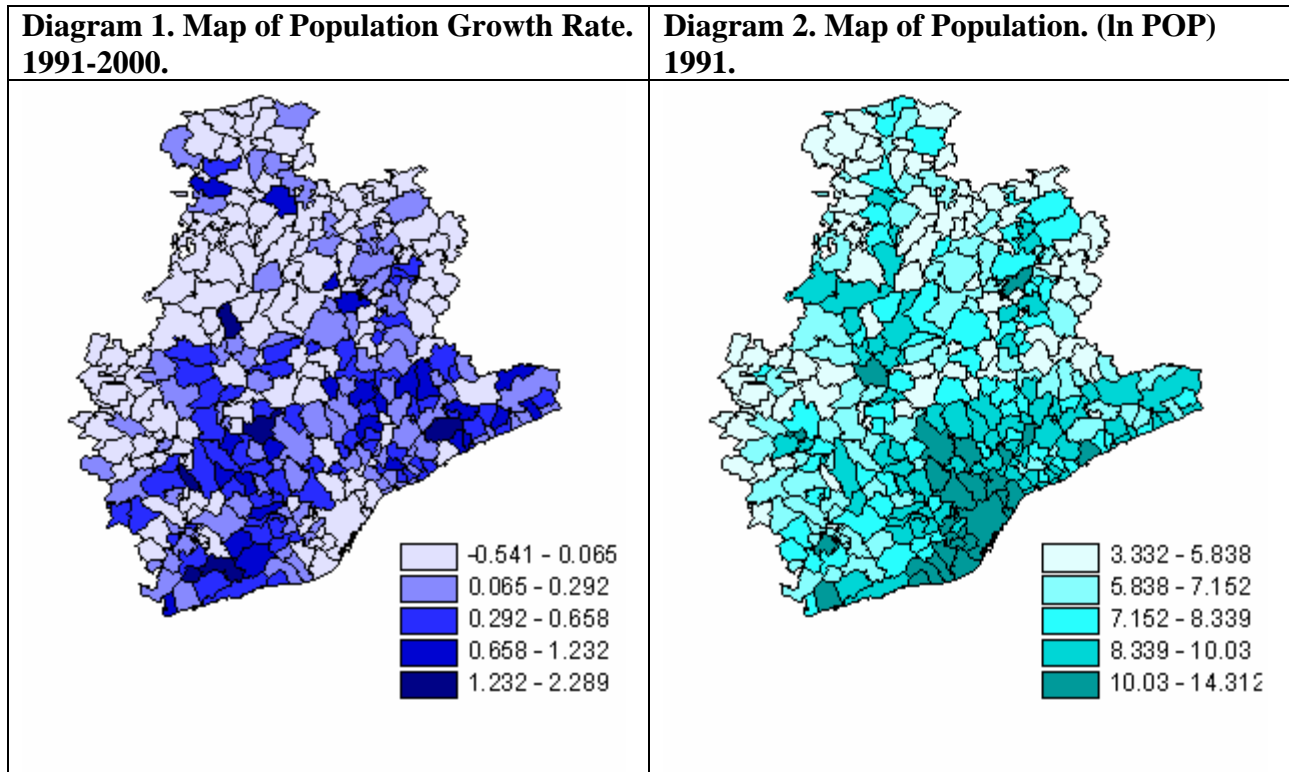 Diagram 1. Map of Population Growth Rate.
1991-2000.
Diagram 2. Map of Population. (ln POP)
1991.
-0.541 - 0.065
0.065 - 0.292
0.292 - 0.658
0.658 - 1.232
1.232 - 2.289
3.332 - 5.838
5.838 - 7.152
7.152 - 8.339
8.339 - 10.03
10.03 - 14.312